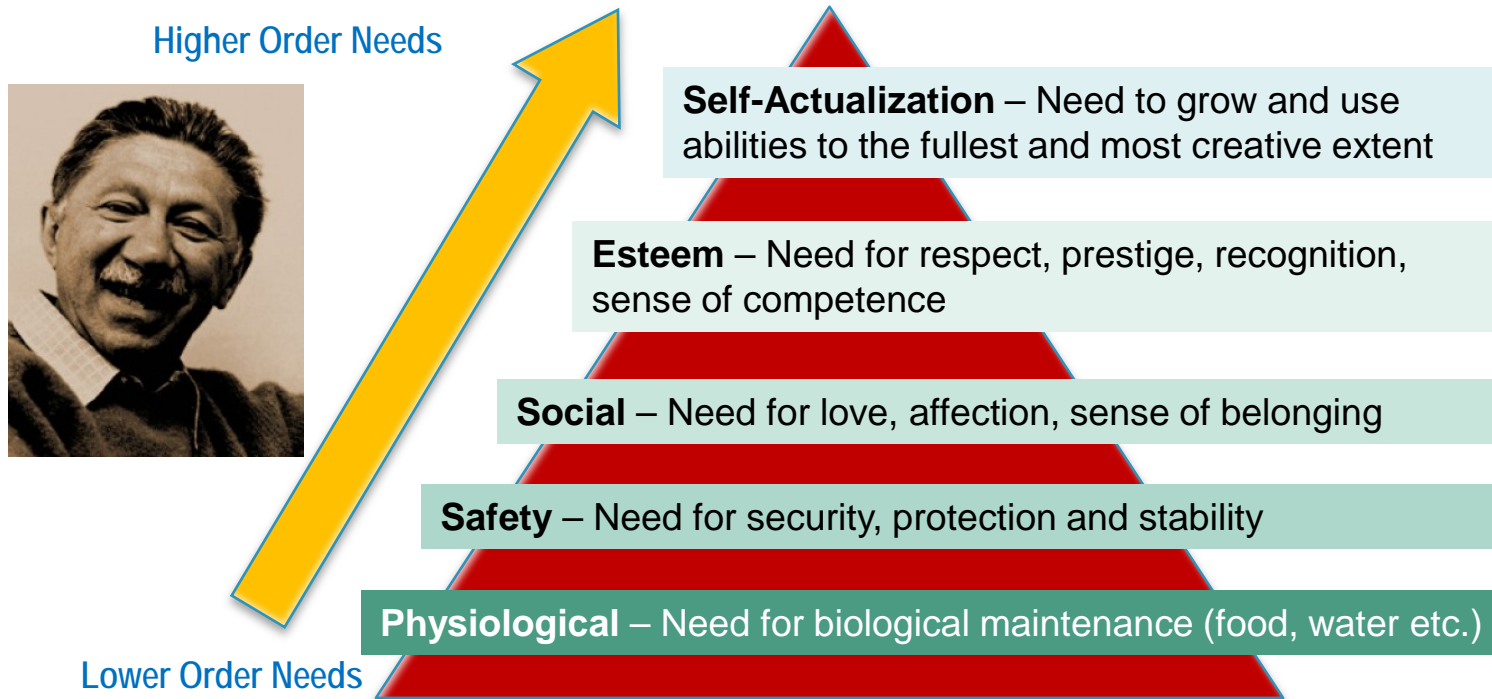 Higher Order Needs
Self-Actualization – Need to grow and use
abilities to the fullest and most creative extent
Esteem – Need for respect, prestige, recognition,
sense of competence
Social – Need for love, affection, sense of belonging
Safety – Need for security, protection and stability
Physiological – Need for biological maintenance (food, water etc.)
Lower Order Needs